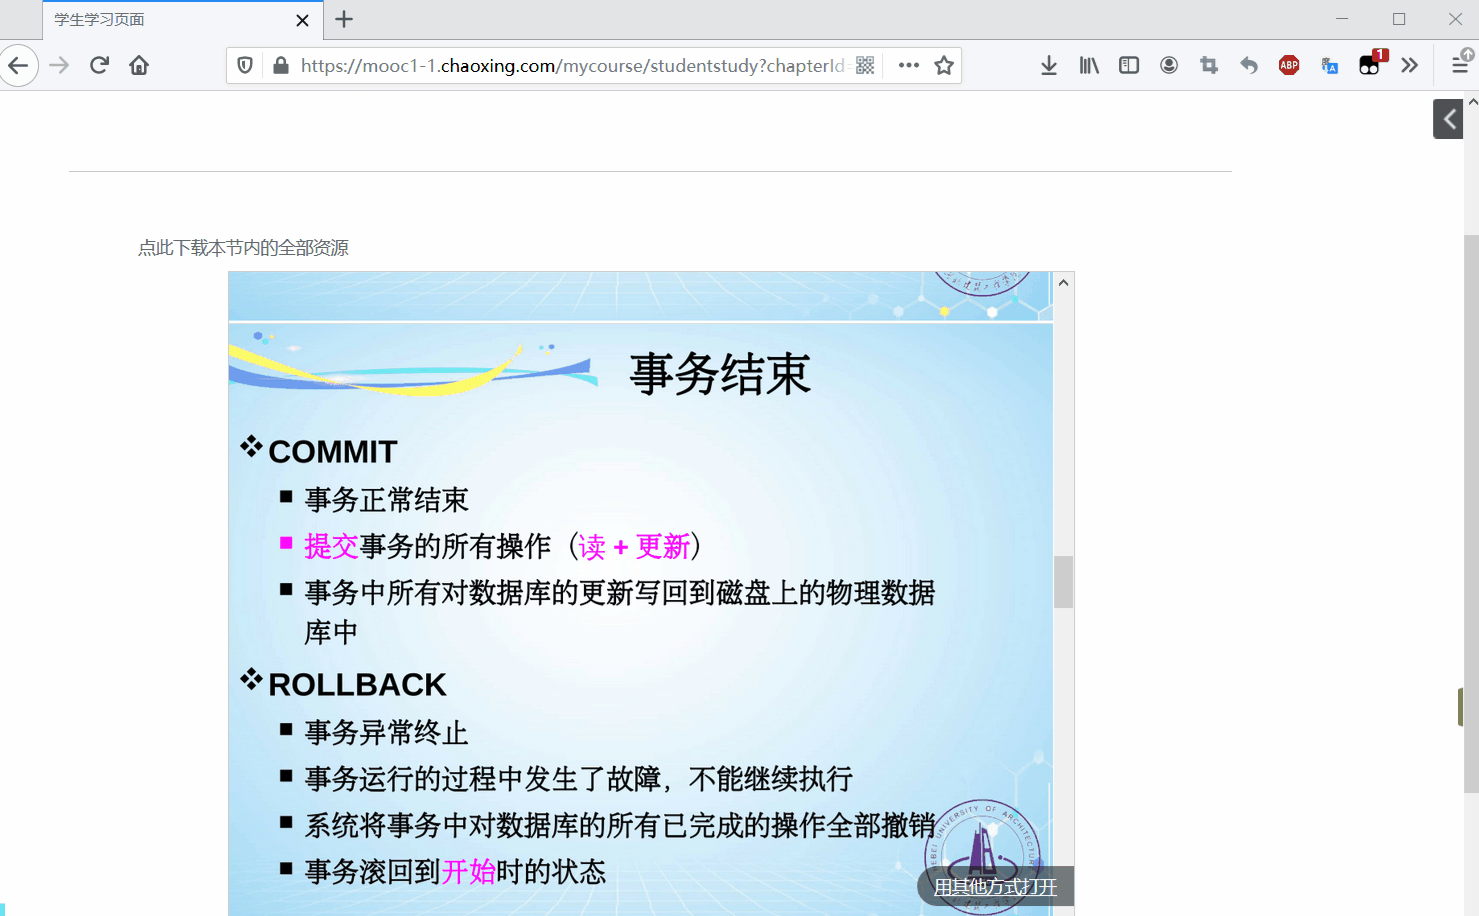 学生学习页面
https://mooc1-1.chaoxing.com/mycourse/studentstudy?chapterId=
ABP
1
点此下载本节内的全部资源
事务结束
COMMIT
事务正常结束
提交事务的所有操作（读 + 更新）
事务中所有对数据库的更新写回到磁盘上的物理数据
库中
ROLLBACK
事务异常终止
事务运行的过程中发生了故障，不能继续执行
系统将事务中对数据库的所有已完成的操作全部撤销
事务滚回到开始时的状态
HEBEI UNIVERSITY OF ARCHITECTURE
用其他方式打开